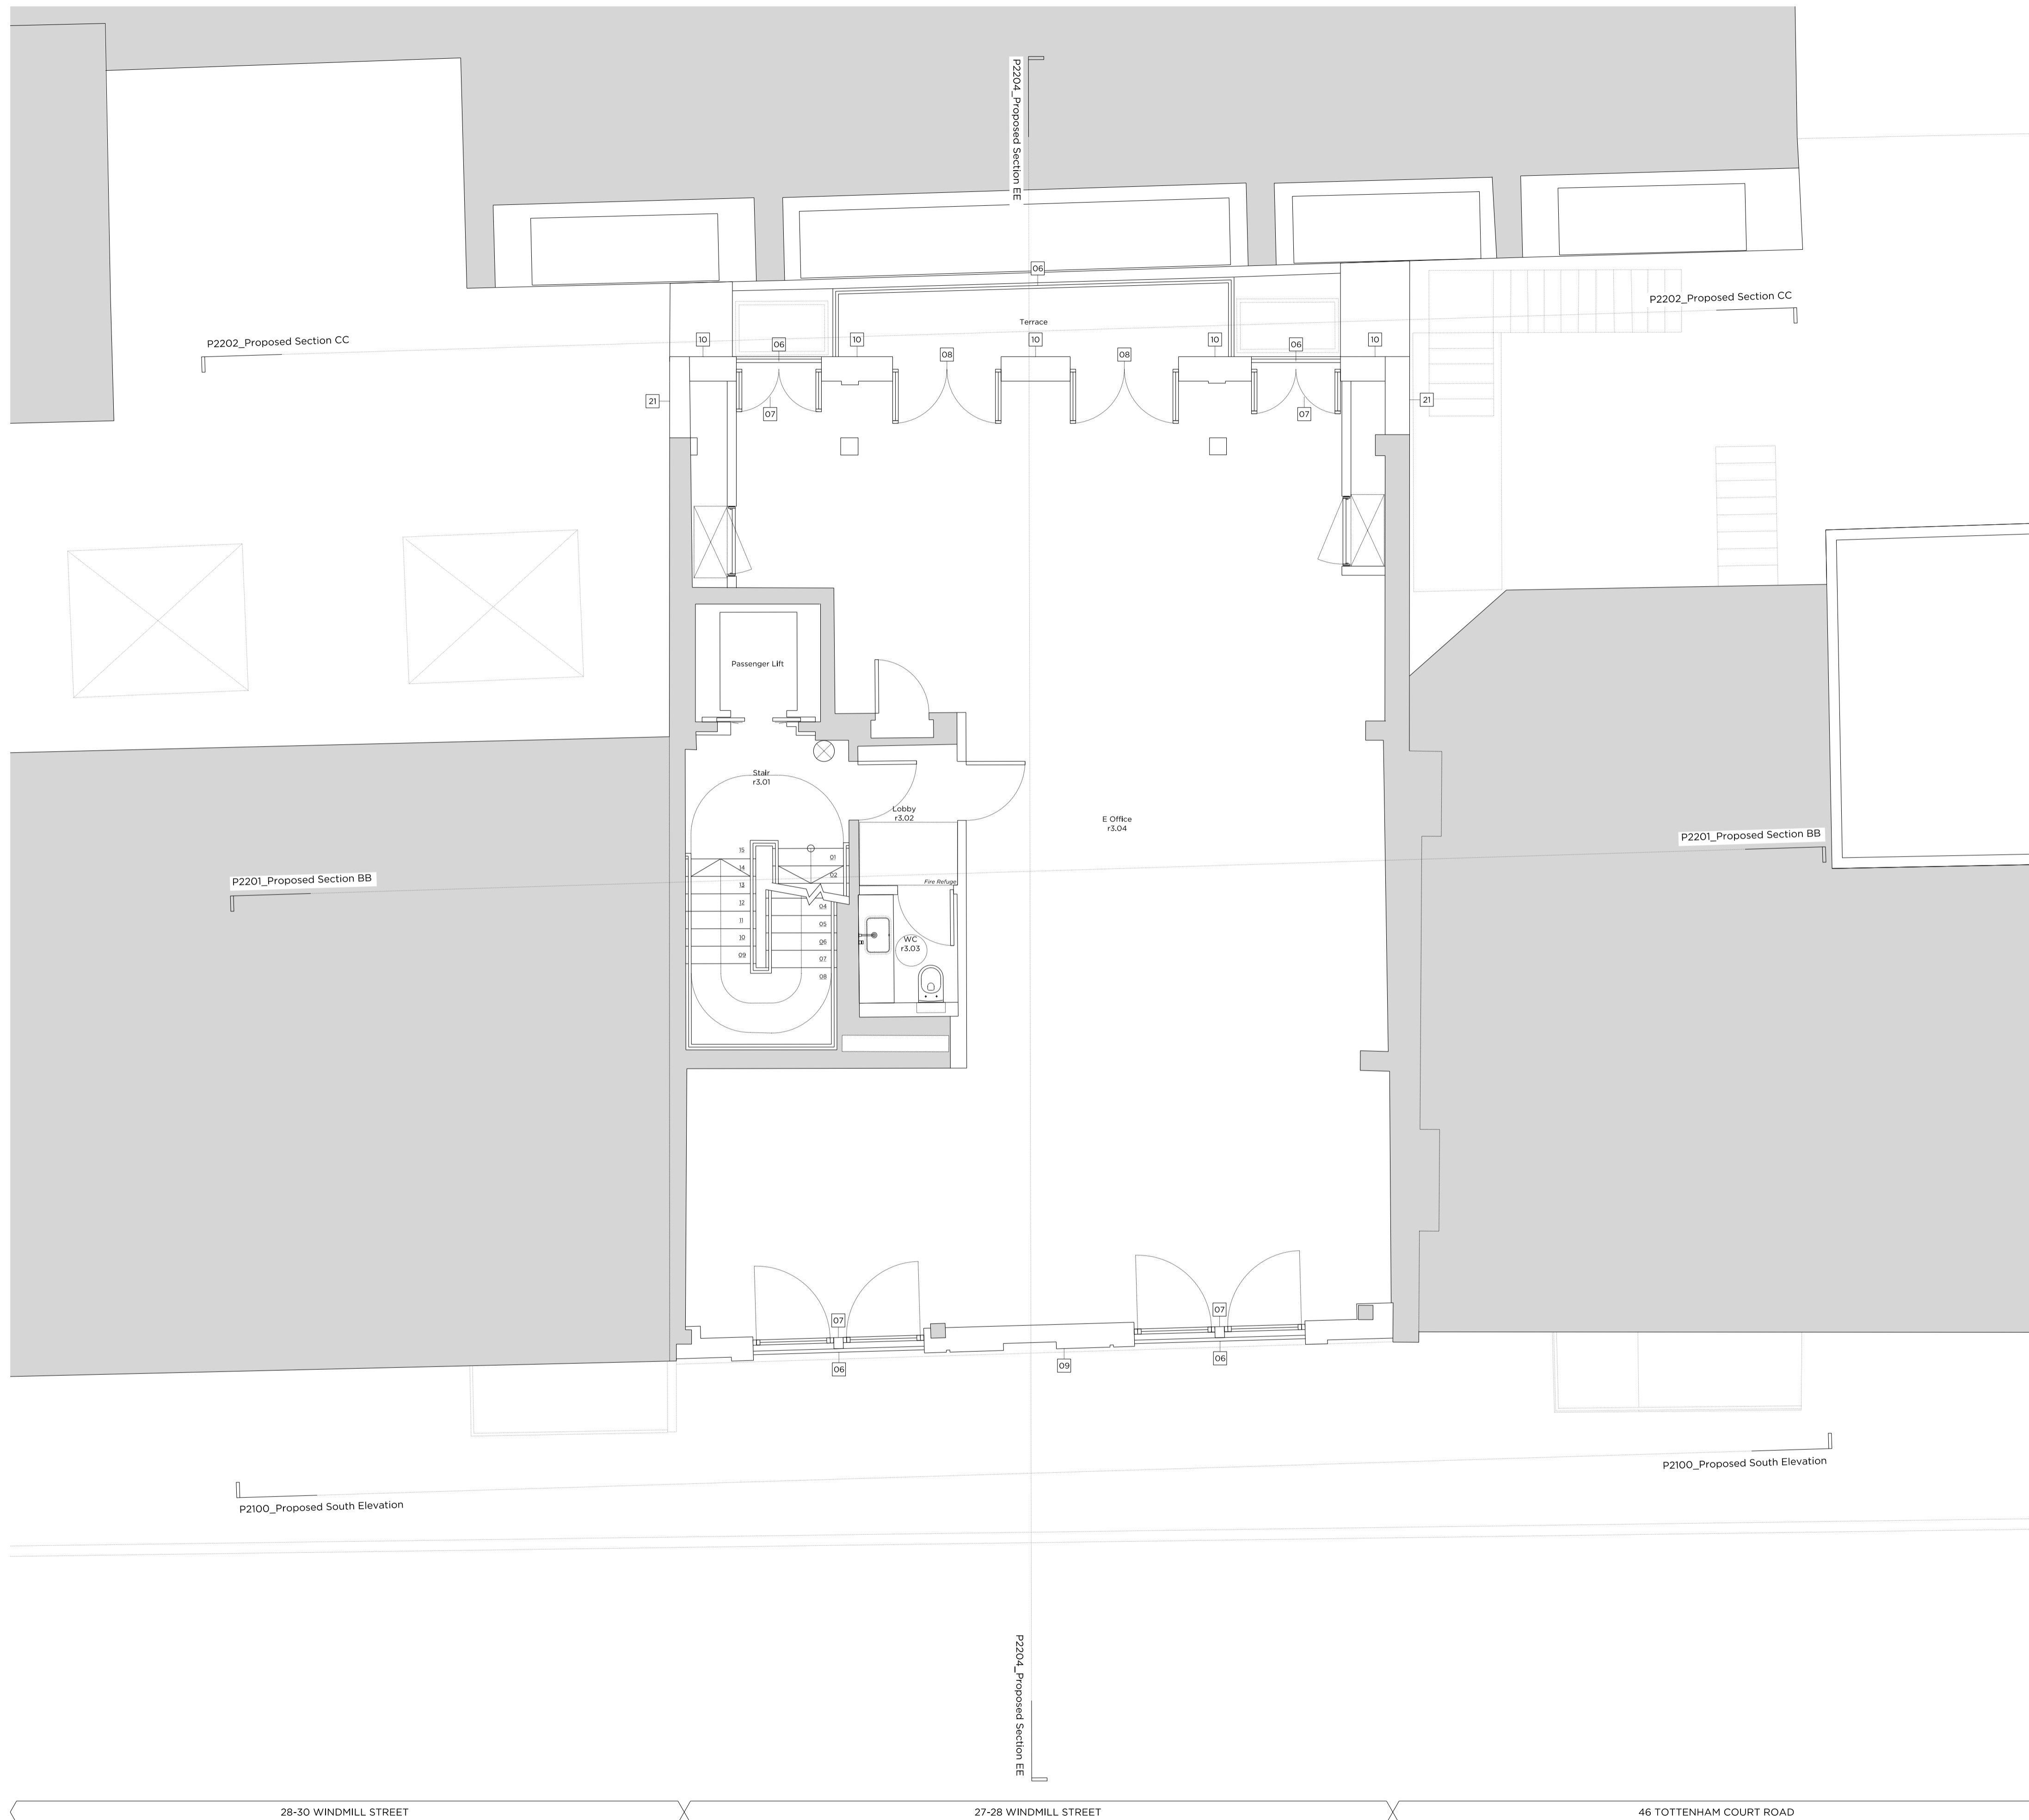 P2204_Proposed Section EE
06
P2202_Proposed Section CC
Terrace
P2202_Proposed Section CC
10
06
10
08
10
08
10
06
10
21
07
07
21
Passenger Lift
Stair
r3.01
Lobby
r3.02
E Office
r3.04
P2201_Proposed Section BB
P2201_Proposed Section BB
15
14
13
12
11
10
09
01
02
04
05
06
07
08
Fire Refuge
WC
r3.03
07
07
06
09
06
P2100_Proposed South Elevation
P2100_Proposed South Elevation
P2204_Proposed Section EE
28-30 WINDMILL STREET
27-28 WINDMILL STREET
46 TOTTENHAM COURT ROAD